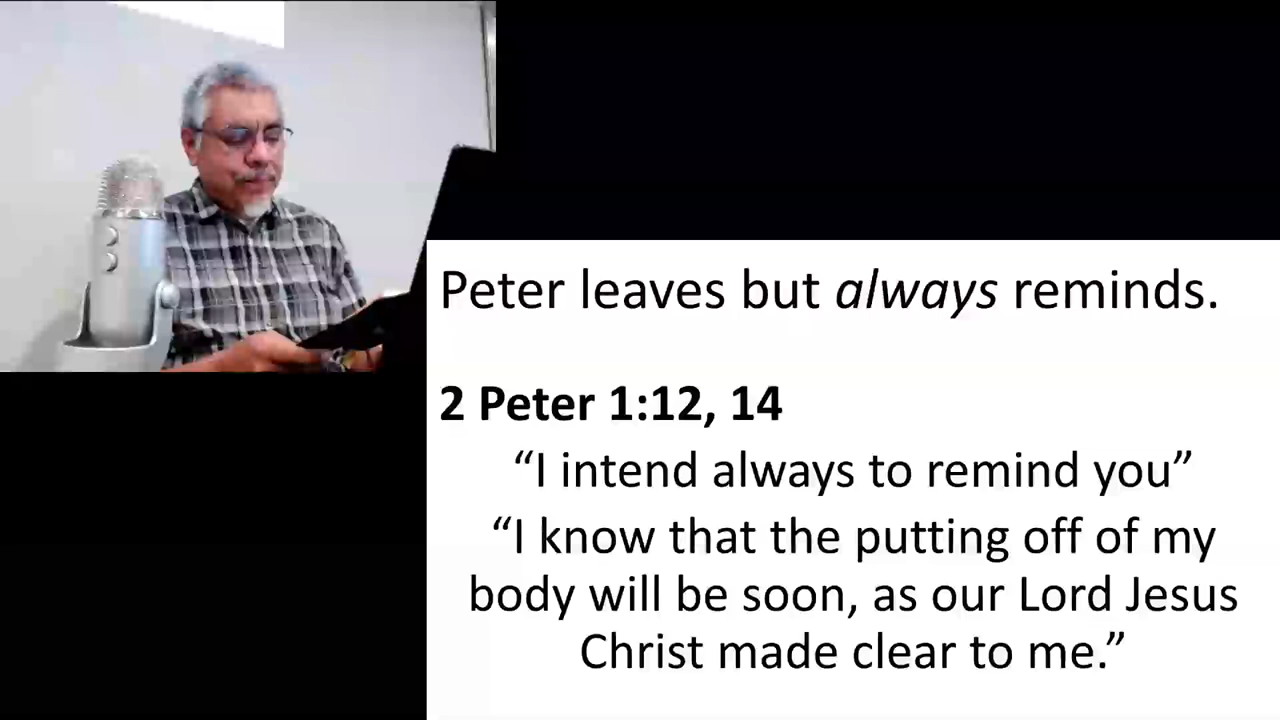 Peter leaves but always reminds.
2 Peter 1:12, 14
“I intend always to remind you”
“I know that the putting off of my
body will be soon, as our Lord Jesus
Christ made clear to me.”